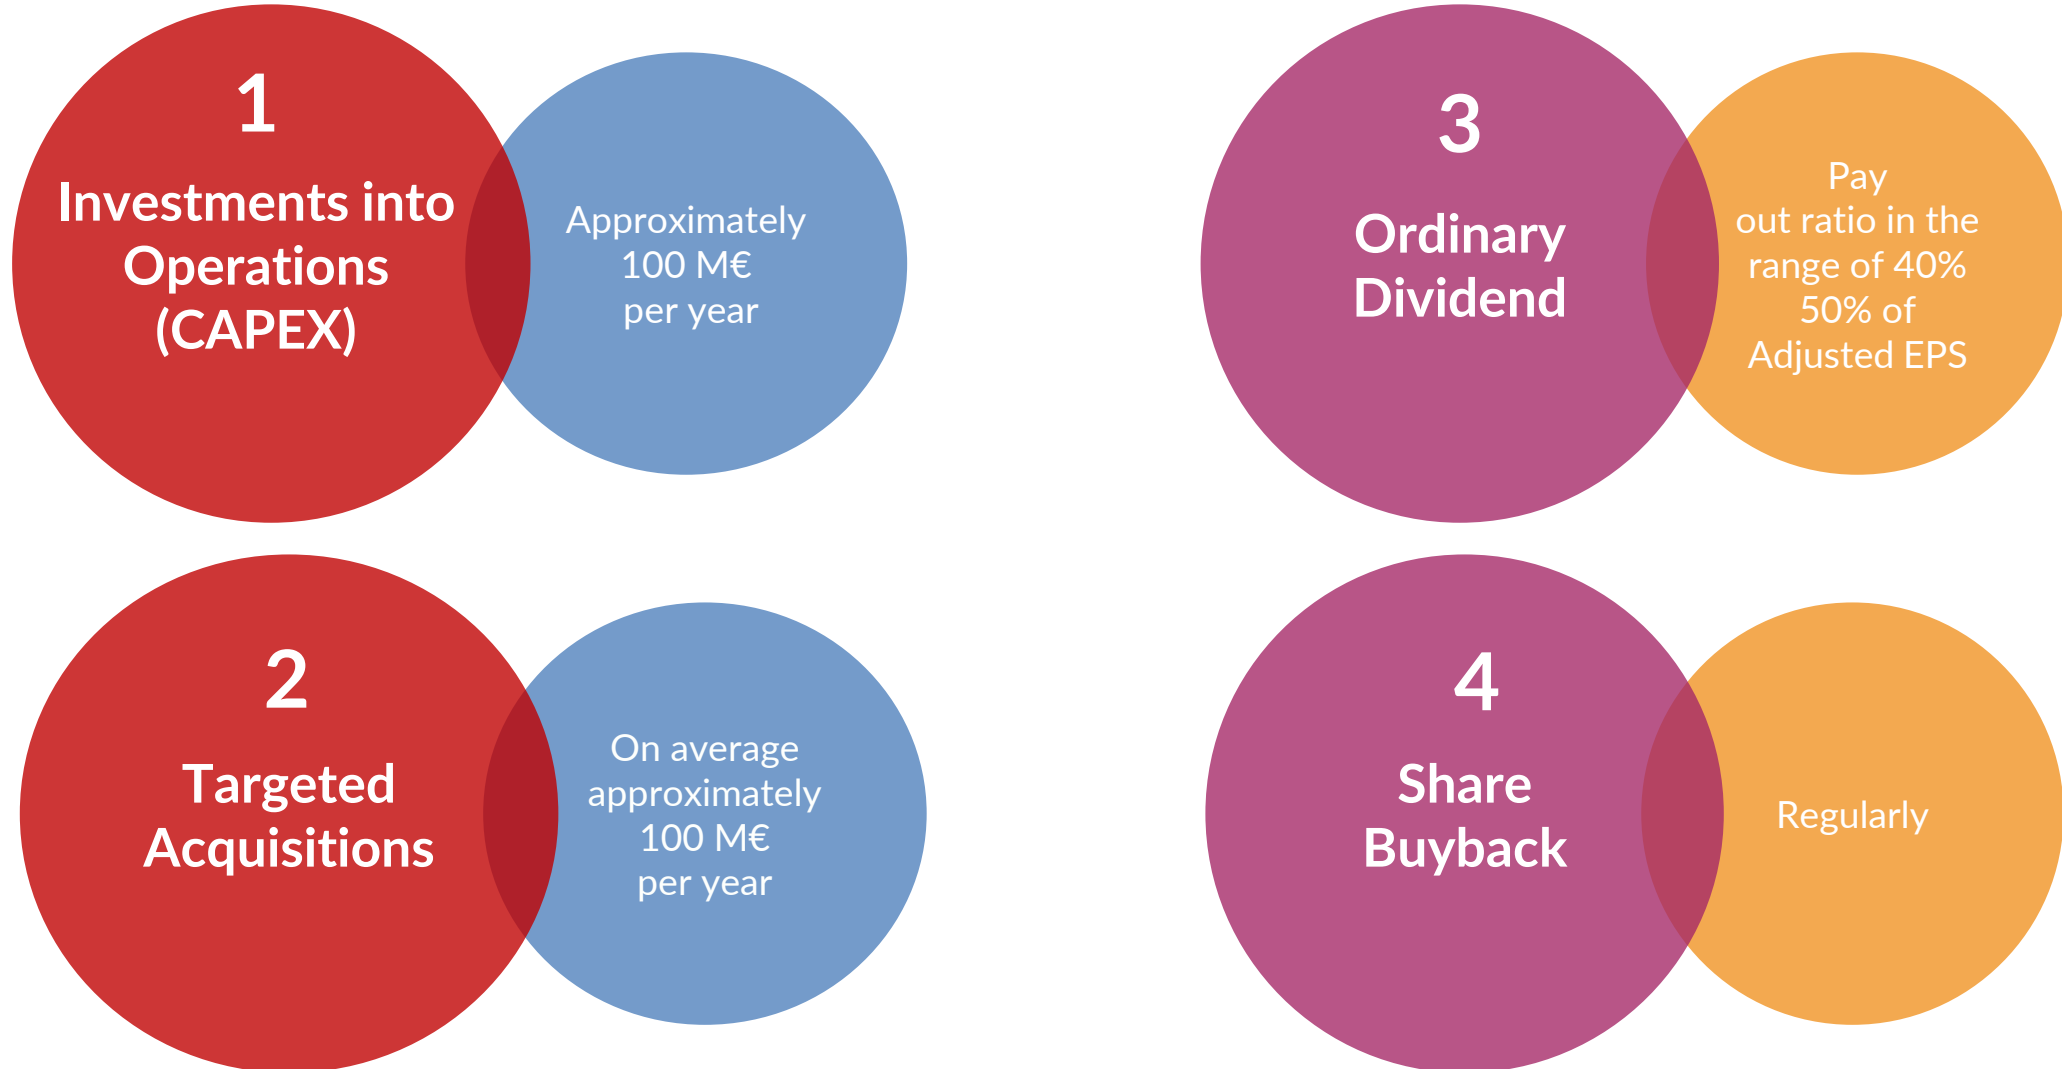 1
Investments into
Operations
(CAPEX)
Approximately
100 M€
per year
2
Targeted
Acquisitions
On average
approximately
100 M€
per year
3
Ordinary
Dividend
Pay
out ratio in the
range of 40%
50% of
Adjusted EPS
4
Share
Buyback
Regularly